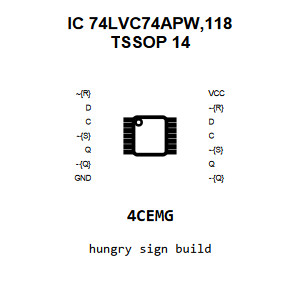 IC 74LVC74APW,118
TSSOP 14
~{R} VCC
D ~{R}
C D
~{S} C
Q ~{S}
~{Q} Q
GND ~{Q}
4CEMG
hungry sign build